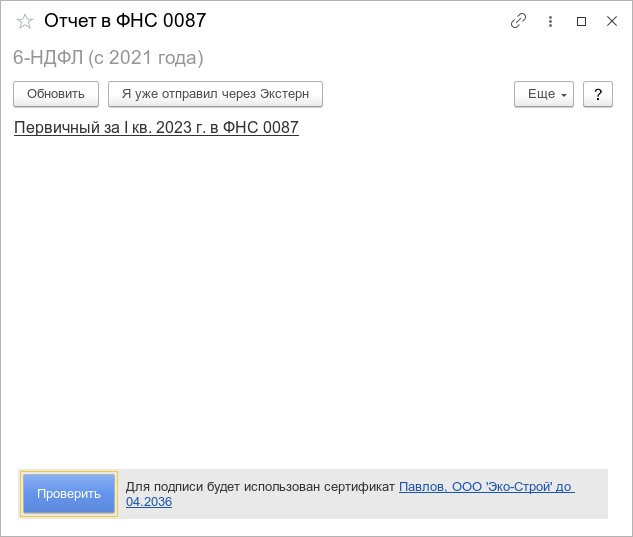 Отчет в ФНС 0087
6-НДФЛ (с 2021 года)
Обновить
Я уже отправил через Экстерн
Еще
?
Первичный за I кв. 2023 г. в ФНС 0087
Проверить
Для подписи будет использован сертификат Павлов, ООО 'Эко-Строй' до
04.2036